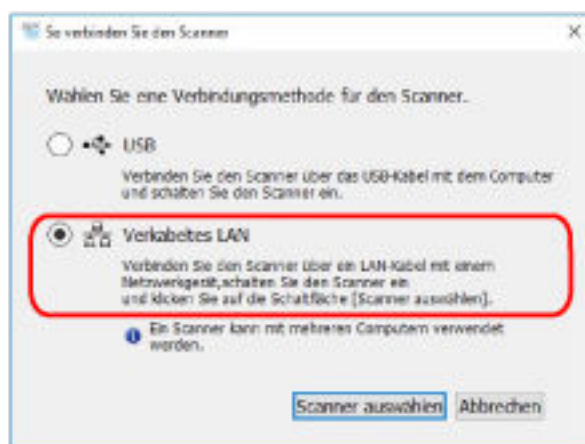 So verbinden Sie den Scanner
Wählen Sie eine Verbindungsmethode für den Scanner.
USB
Verbinden Sie den Scanner über das USB-Kabel mit dem Computer
und schalten Sie den Scanner ein.
Verkabetes LAN
Verbinden Sie den Scanner über ein LAN-Kabel mit einem
Netzwerkgerät,schalten Sie den Scanner ein
und klicken Sie auf die Schaltfläche [Scanner auswählen].
Ein Scanner kann mit mehreren Computern verwendet
werden.
Scanner auswählen Abbrechen